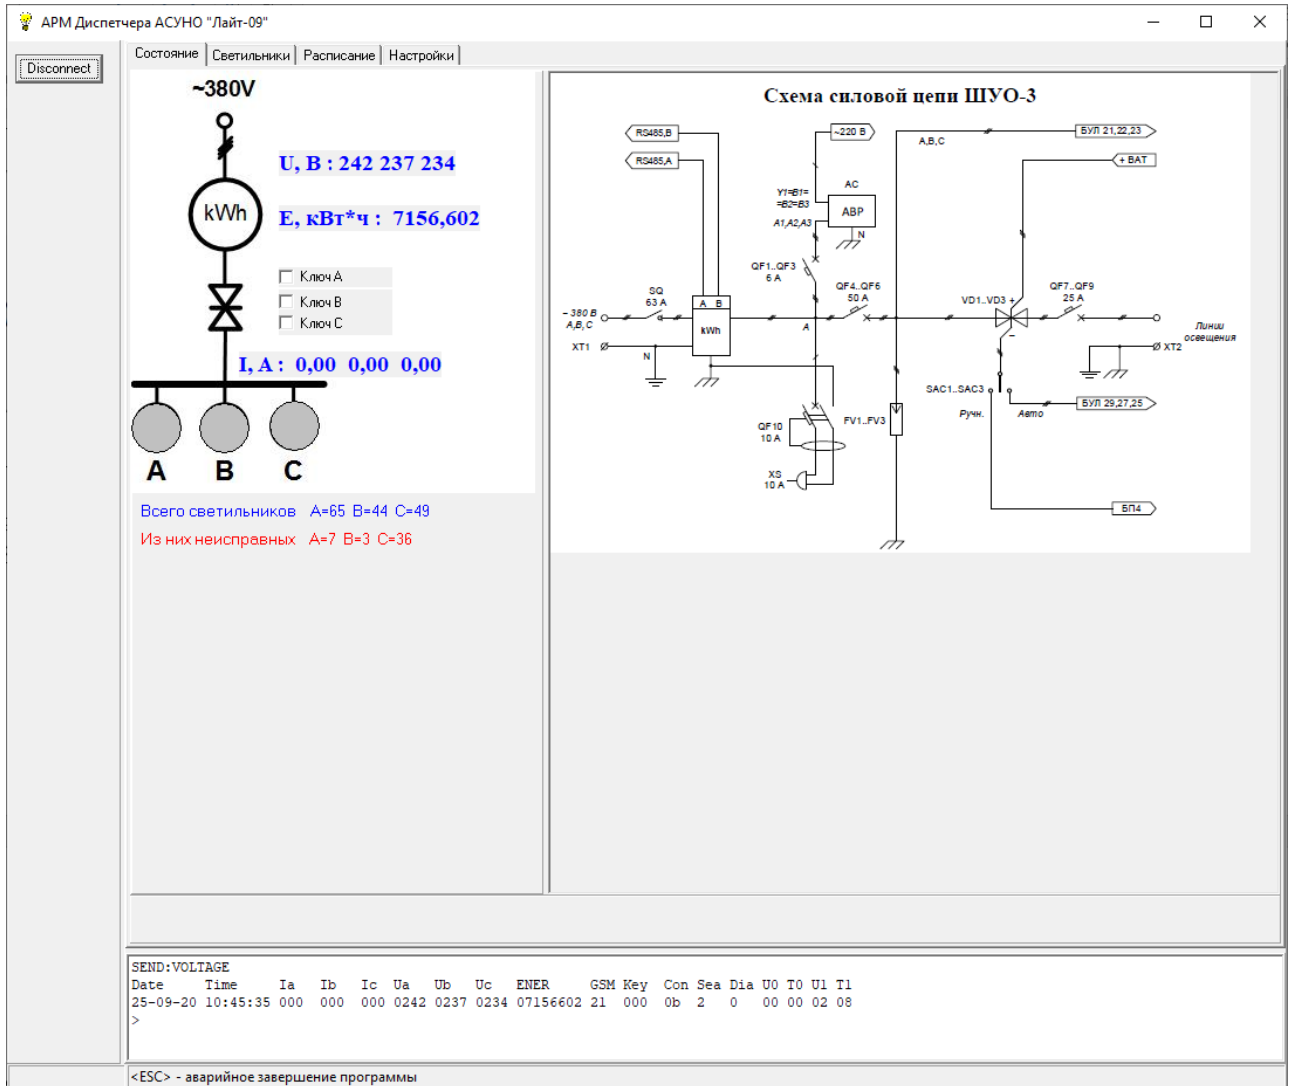 АРМ Диспетчера АСУНО "Лайт-09"
Disconnect
Состояние Светильники Расписание Настройки
~380V
U, В : 242 237 234
kWh
E, кВт*ч : 7156,602
Ключ A
Ключ B
Ключ C
I, A : 0,00 0,00 0,00
A B C
Всего светильников A=65 B=44 C=49
Из них неисправных A=7 B=3 C=36
Схема силовой цепи ШУО-3
RS485,B
RS485,A
~220 В
A,B,C
БУЛ 21,22,23
+ BAT
AC
Y1=B1=
=B2=B3
АВР
A1,A2,A3
N
QF1..QF3
6 A
SQ
63 A
A B
kWh
~ 380 В
A,B,C
XT1
N
A
QF4..QF6
50 A
VD1..VD3 +
−
QF7..QF9
25 A
Линии
освещения
XT2
SAC1..SAC3
Ручн.
Авто
БУЛ 29,27,25
FV1..FV3
QF10
10 A
XS
10 A
БП4
SEND:VOLTAGE
Date Time Ia Ib Ic Ua Ub Uc ENER GSM Key Con Sea Dia U0 T0 U1 T1
25-09-20 10:45:35 000 000 000 0242 0237 0234 07156602 21 000 0b 2 0 00 00 02 08
>
<ESC> - аварийное завершение программы